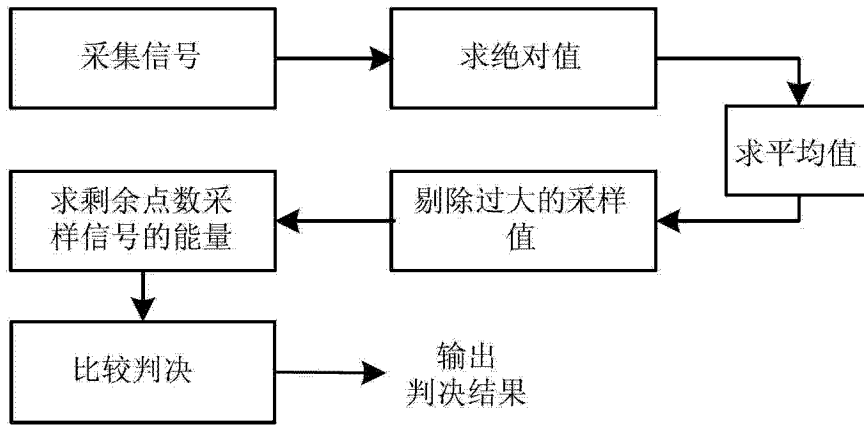 采集信号
求绝对值
求平均值
剔除过大的采样
值
求剩余点数采
样信号的能量
比较判决
输出
判决结果